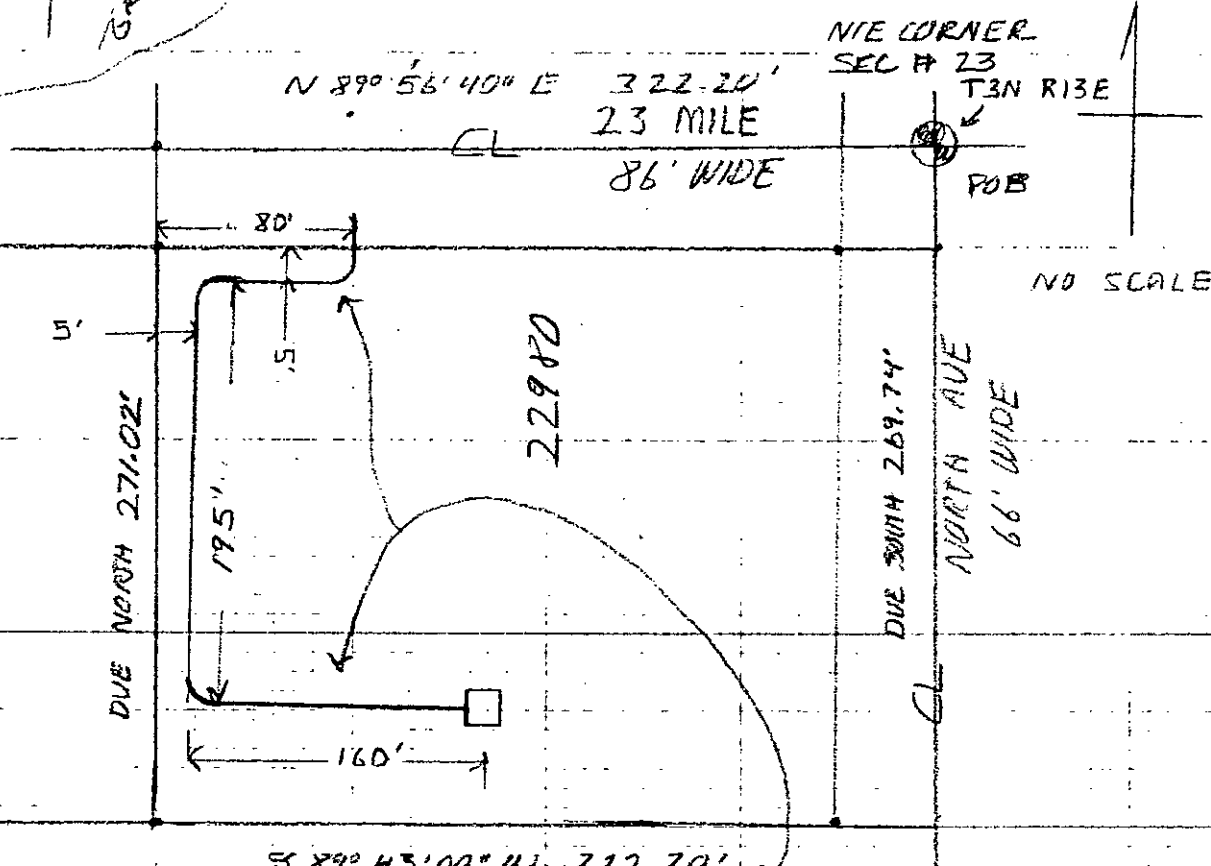 N/E CORNER
SEC # 23
T3N R13E
N 89° 56' 40" E 322.20'
23 MILE
CL
86' WIDE
POB
80'
NO SCALE
5'
5'
22980
DUE NORTH 271.02'
195'
DUE SOUTH 269.74'
NORTH AVE
66' WIDE
CL
160'